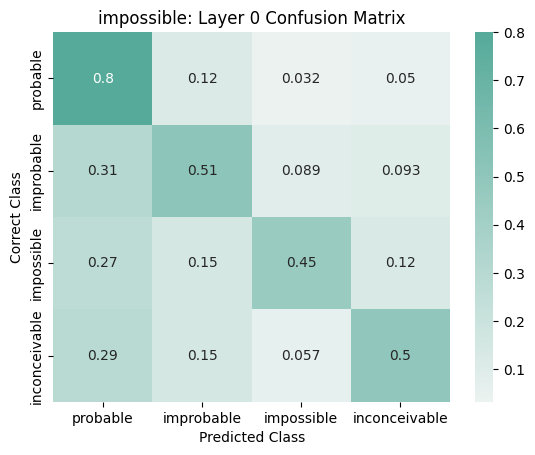 impossible: Layer 0 Confusion Matrix
Correct Class
probable
0.8 0.12 0.032 0.05
improbable
0.31 0.51 0.089 0.093
impossible
0.27 0.15 0.45 0.12
inconceivable
0.29 0.15 0.057 0.5
probable improbable impossible inconceivable
Predicted Class
0.8
0.7
0.6
0.5
0.4
0.3
0.2
0.1